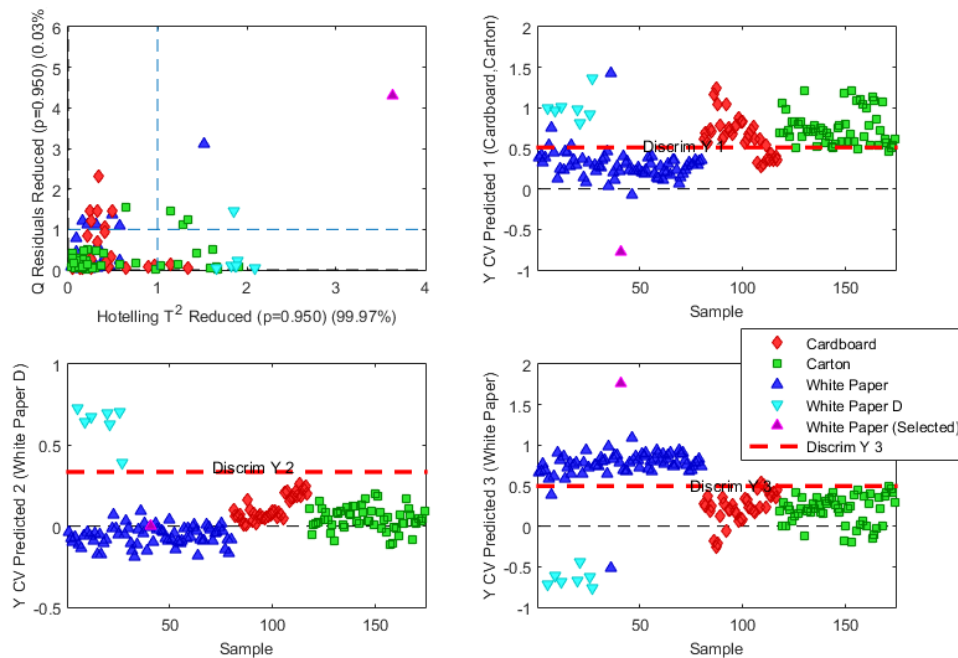 Q Residuals Reduced (p=0.950) (0.03%
6
5
4
3
2
1
0
0 1 2 3 4
Hotelling T² Reduced (p=0.950) (99.97%)
Y CV Predicted 1 (Cardboard,Carton)
2
1.5
1
0.5
0
-0.5
-1
Discrim Y 1
50 100 150
Sample
Y CV Predicted 2 (White Paper D)
1
0.5
0
-0.5
Discrim Y 2
50 100 150
Sample
Y CV Predicted 3 (White Paper)
2
1.5
1
0.5
0
-0.5
-1
Discrim Y 3
50 100 150
Sample
Cardboard
Carton
White Paper
White Paper D
White Paper (Selected)
Discrim Y 3